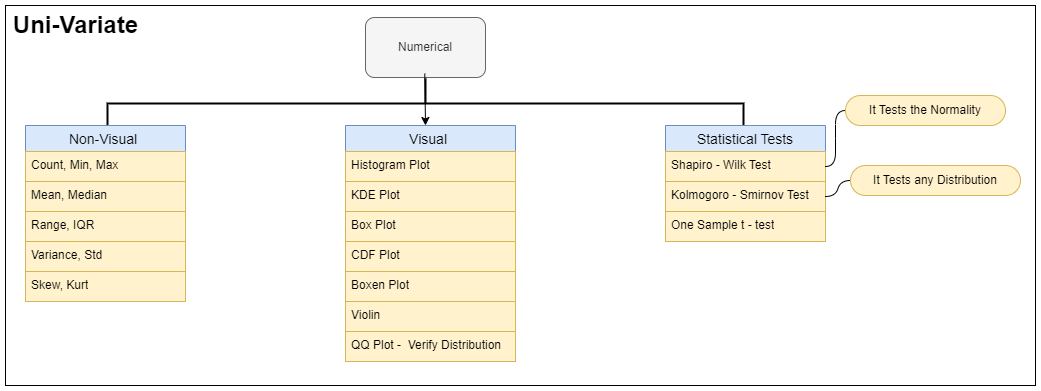 Uni-Variate
Numerical
Non-Visual
Count, Min, Max
Mean, Median
Range, IQR
Variance, Std
Skew, Kurt
Visual
Histogram Plot
KDE Plot
Box Plot
CDF Plot
Boxen Plot
Violin
QQ Plot -  Verify Distribution
Statistical Tests
Shapiro - Wilk Test
Kolmogoro - Smirnov Test
One Sample t - test
It Tests the Normality
It Tests any Distribution